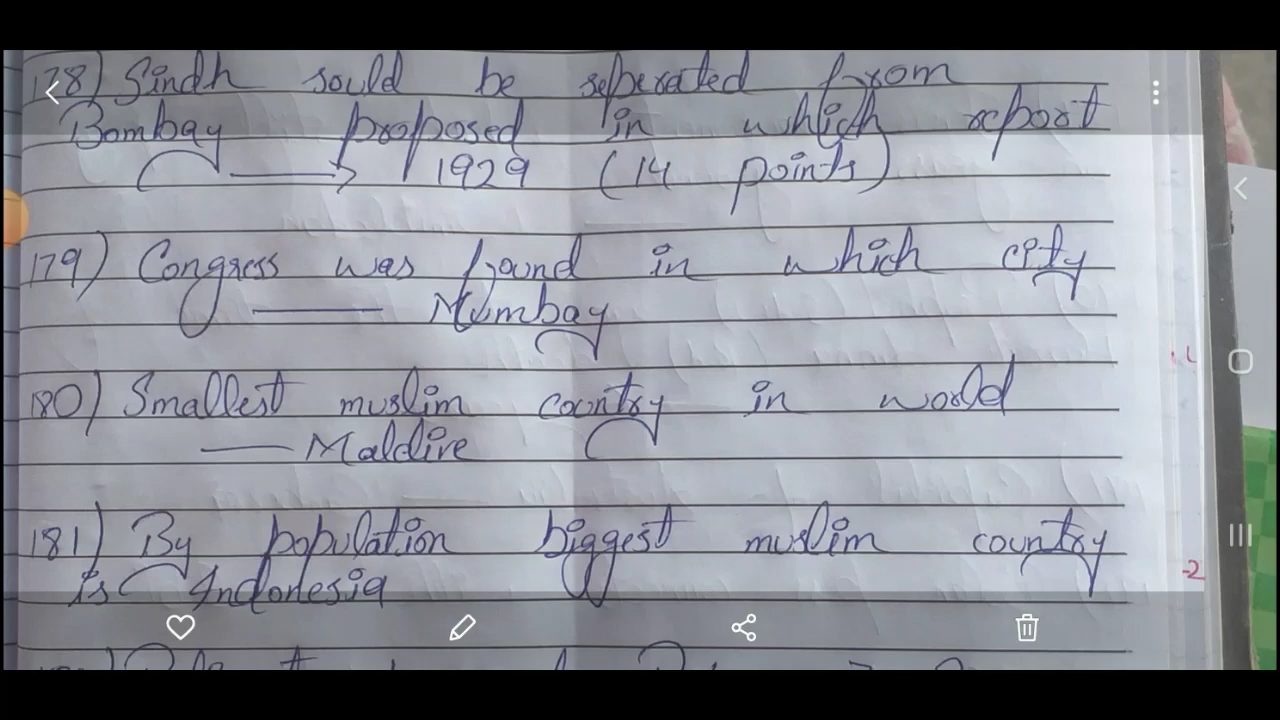 178) Sindh sould be seperated from
Bombay proposed in which report
→ 1929 (14 points)
179) Congress was found in which city
— Mumbay
180) Smallest muslim country in world
— Maldive
181) By population biggest muslim country
is Indonesia
-2